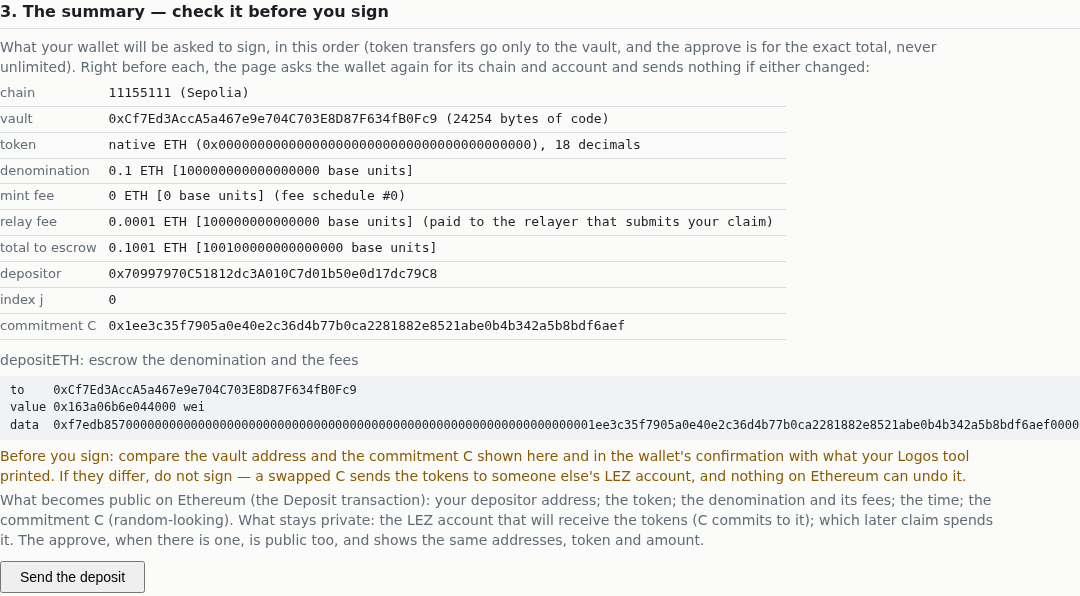 3. The summary — check it before you sign
What your wallet will be asked to sign, in this order (token transfers go only to the vault, and the approve is for the exact total, never
unlimited). Right before each, the page asks the wallet again for its chain and account and sends nothing if either changed:
chain 11155111 (Sepolia)
vault 0xCf7Ed3AccA5a467e9e704C703E8D87F634fB0Fc9 (24254 bytes of code)
token native ETH (0x0000000000000000000000000000000000000000), 18 decimals
denomination 0.1 ETH [100000000000000000 base units]
mint fee 0 ETH [0 base units] (fee schedule #0)
relay fee 0.0001 ETH [100000000000000 base units] (paid to the relayer that submits your claim)
total to escrow 0.1001 ETH [100100000000000000 base units]
depositor 0x70997970C51812dc3A010C7d01b50e0d17dc79C8
index j 0
commitment C 0x1ee3c35f7905a0e40e2c36d4b77b0ca2281882e8521abe0b4b342a5b8bdf6aef
depositETH: escrow the denomination and the fees
to 0xCf7Ed3AccA5a467e9e704C703E8D87F634fB0Fc9
value 0x163a06b6e044000 wei
data
Before you sign: compare the vault address and the commitment C shown here and in the wallet's confirmation with what your Logos tool
printed. If they differ, do not sign — a swapped C sends the tokens to someone else's LEZ account, and nothing on Ethereum can undo it.
What becomes public on Ethereum (the Deposit transaction): your depositor address; the token; the denomination and its fees; the time; the
commitment C (random-looking). What stays private: the LEZ account that will receive the tokens (C commits to it); which later claim spends
it. The approve, when there is one, is public too, and shows the same addresses, token and amount.
Send the deposit